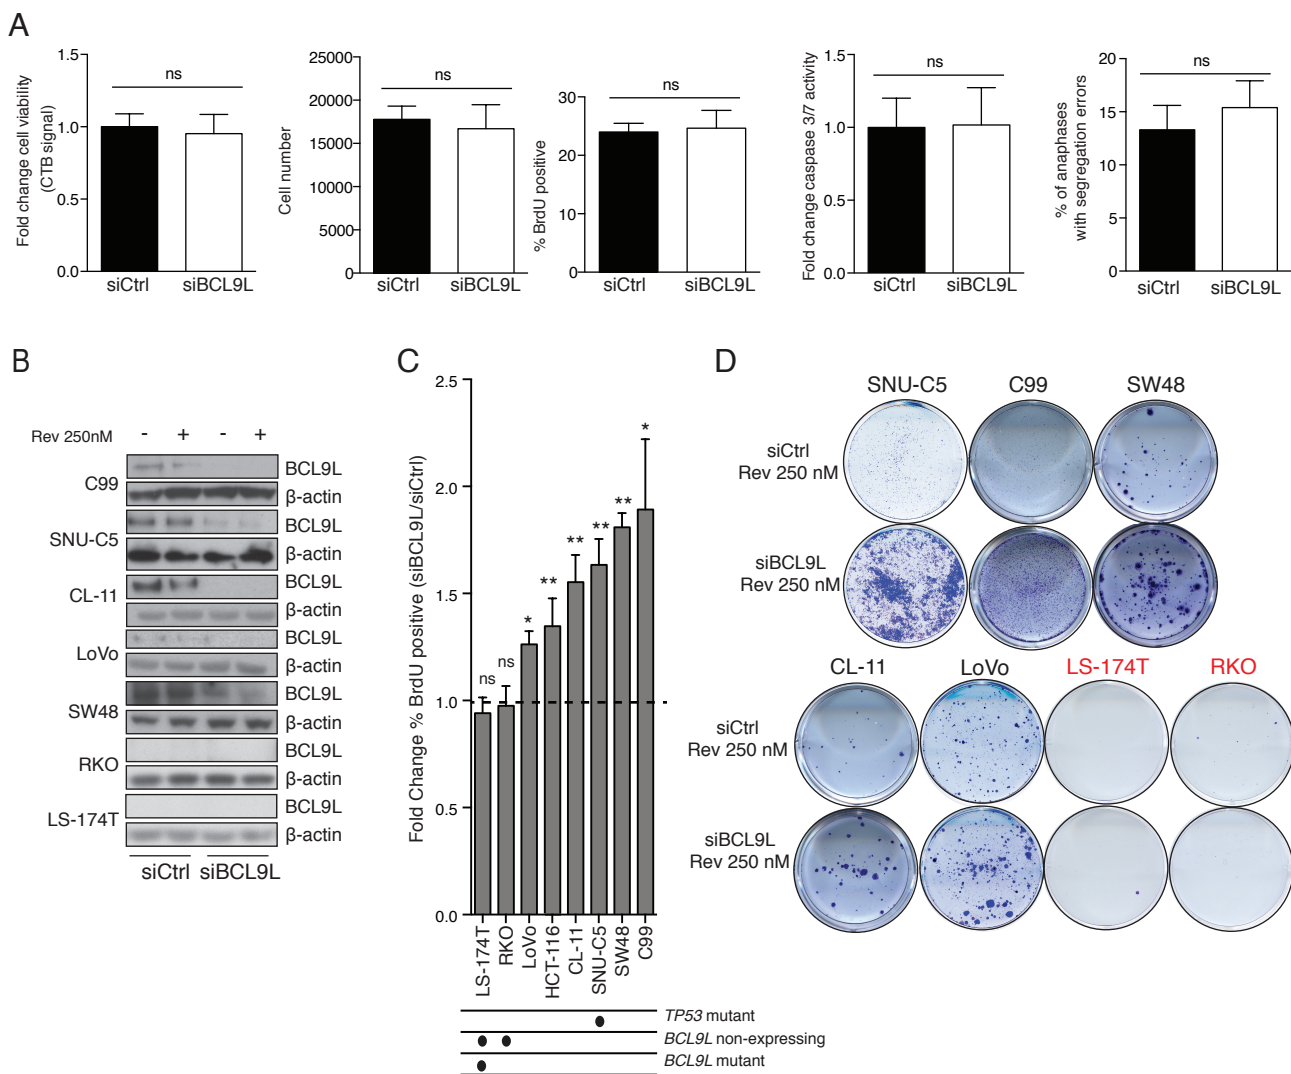 A
Fold change cell viability
(CTB signal)
1.5
1.0
0.5
0.0
ns
siCtrl
siBCL9L
Cell number
25000
20000
15000
10000
5000
0
ns
siCtrl
siBCL9L
% BrdU positive
30
20
10
0
ns
siCtrl
siBCL9L
Fold change caspase 3/7 activity
1.5
1.0
0.5
0.0
ns
siCtrl
siBCL9L
% of anaphases
with segregation errors
20
15
10
5
0
ns
siCtrl
siBCL9L
B
Rev 250nM - + - +
C99
BCL9L
β-actin
SNU-C5
BCL9L
β-actin
CL-11
BCL9L
β-actin
LoVo
BCL9L
β-actin
SW48
BCL9L
β-actin
RKO
BCL9L
β-actin
LS-174T
BCL9L
β-actin
siCtrl siBCL9L
C
Fold Change % BrdU positive (siBCL9L/siCtrl)
2.5
2.0
1.5
1.0
0.5
0.0
ns
ns
*
**
**
**
**
*
LS-174T
RKO
LoVo
HCT-116
CL-11
SNU-C5
SW48
C99
TP53 mutant
BCL9L non-expressing
BCL9L mutant
D
SNU-C5 C99 SW48
siCtrl
Rev 250 nM
siBCL9L
Rev 250 nM
CL-11 LoVo LS-174T RKO
siCtrl
Rev 250 nM
siBCL9L
Rev 250 nM